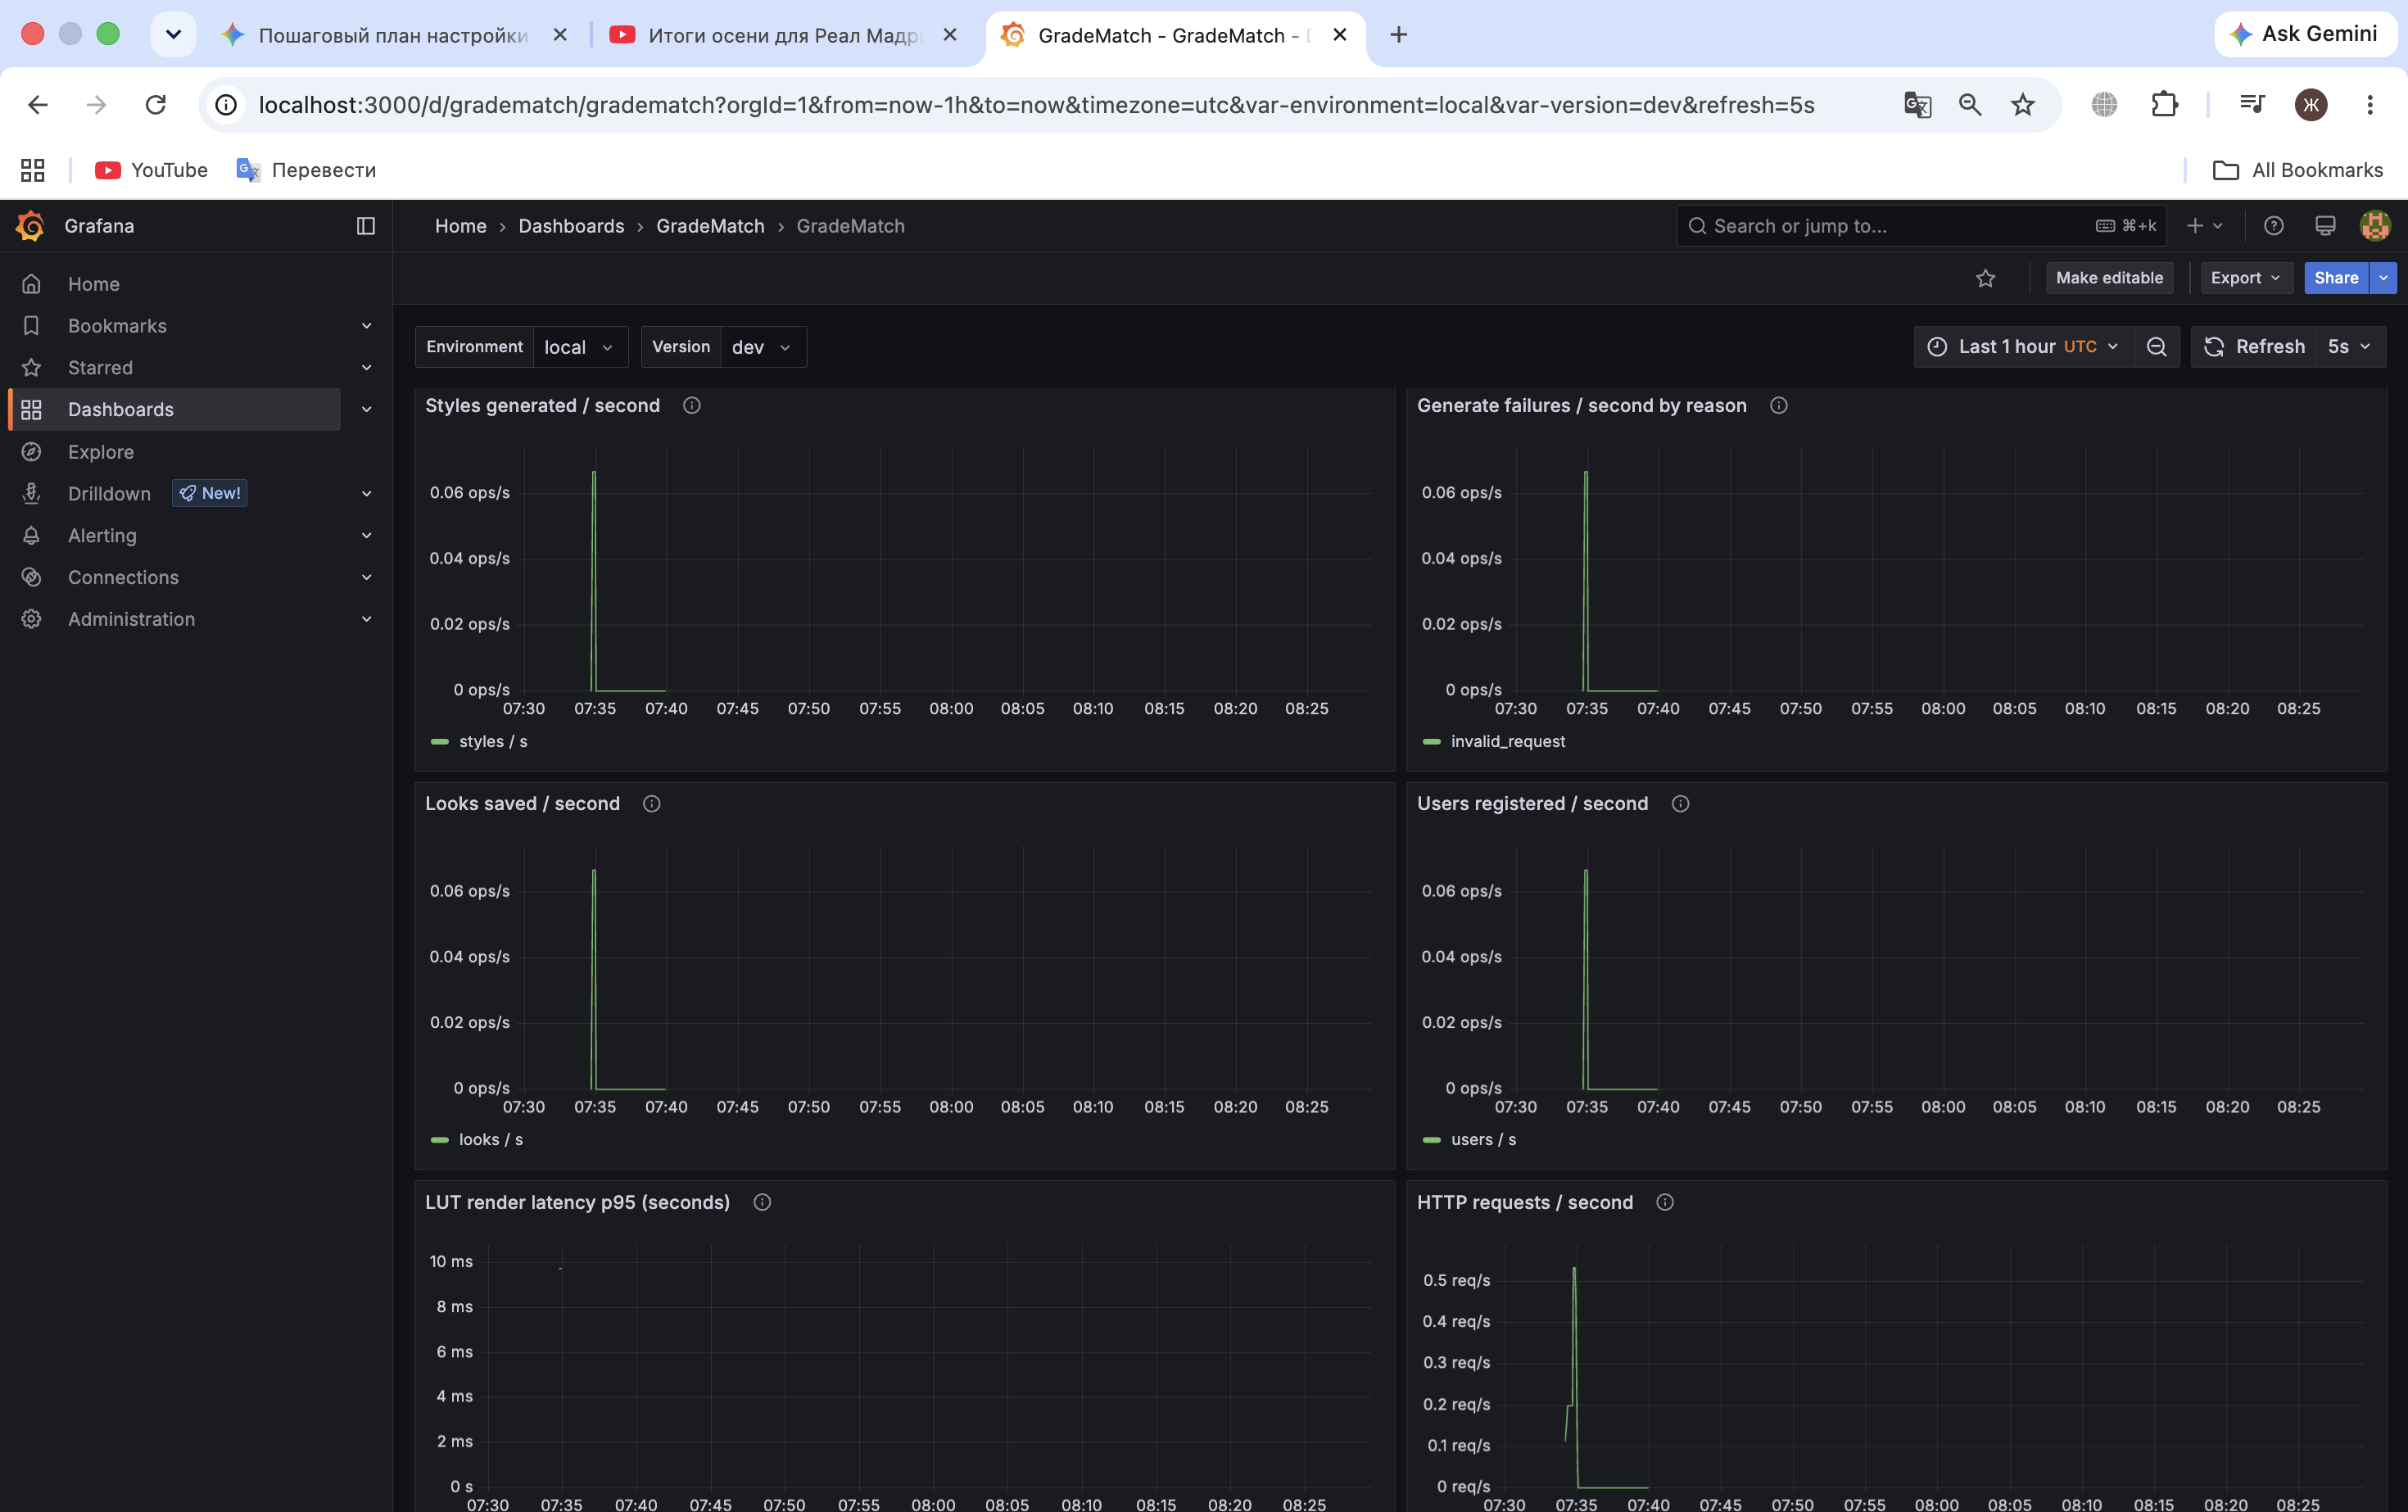 Пошаговый план настройки
Итоги осени для Реал Мадр
GradeMatch - GradeMatch -
Ask Gemini
localhost:3000/d/gradematch/gradematch?orgId=1&from=now-1h&to=now&timezone=utc&var-environment=local&var-version=dev&refresh=5s
Ж
YouTube
Перевести
All Bookmarks
Grafana
Home › Dashboards › GradeMatch › GradeMatch
Search or jump to...
⌘+k
Make editable
Export
Share
Home
Bookmarks
Starred
Dashboards
Explore
Drilldown New!
Alerting
Connections
Administration
Environment local
Version dev
Last 1 hour UTC
Refresh 5s
Styles generated / second
0.06 ops/s
0.04 ops/s
0.02 ops/s
0 ops/s
07:30 07:35 07:40 07:45 07:50 07:55 08:00 08:05 08:10 08:15 08:20 08:25
styles / s
Generate failures / second by reason
0.06 ops/s
0.04 ops/s
0.02 ops/s
0 ops/s
07:30 07:35 07:40 07:45 07:50 07:55 08:00 08:05 08:10 08:15 08:20 08:25
invalid_request
Looks saved / second
0.06 ops/s
0.04 ops/s
0.02 ops/s
0 ops/s
07:30 07:35 07:40 07:45 07:50 07:55 08:00 08:05 08:10 08:15 08:20 08:25
looks / s
Users registered / second
0.06 ops/s
0.04 ops/s
0.02 ops/s
0 ops/s
07:30 07:35 07:40 07:45 07:50 07:55 08:00 08:05 08:10 08:15 08:20 08:25
users / s
LUT render latency p95 (seconds)
10 ms
8 ms
6 ms
4 ms
2 ms
0 s
07:30 07:35 07:40 07:45 07:50 07:55 08:00 08:05 08:10 08:15 08:20 08:25
HTTP requests / second
0.5 req/s
0.4 req/s
0.3 req/s
0.2 req/s
0.1 req/s
0 req/s
07:30 07:35 07:40 07:45 07:50 07:55 08:00 08:05 08:10 08:15 08:20 08:25